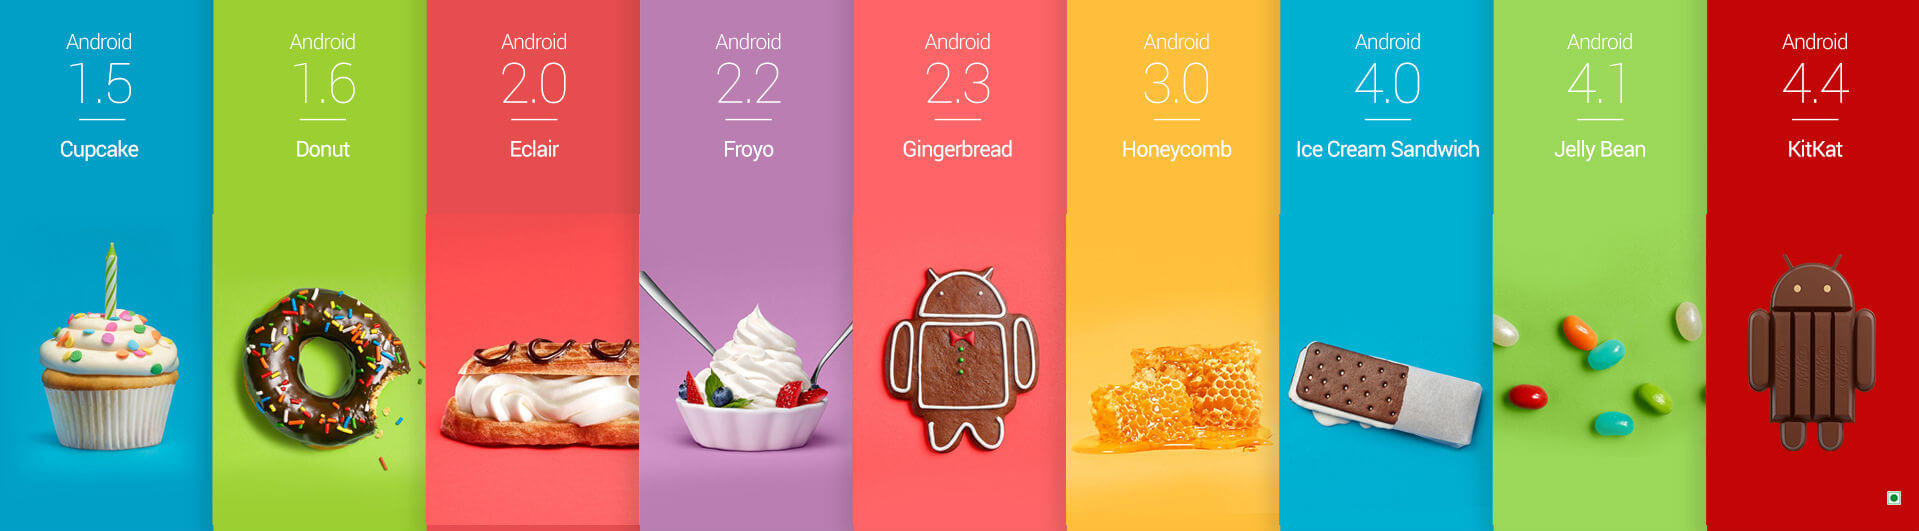 Android
1.5
Cupcake
Android
1.6
Donut
Android
2.0
Eclair
Android
2.2
Froyo
Android
2.3
Gingerbread
Android
3.0
Honeycomb
Android
4.0
Ice Cream Sandwich
Android
4.1
Jelly Bean
Android
4.4
KitKat